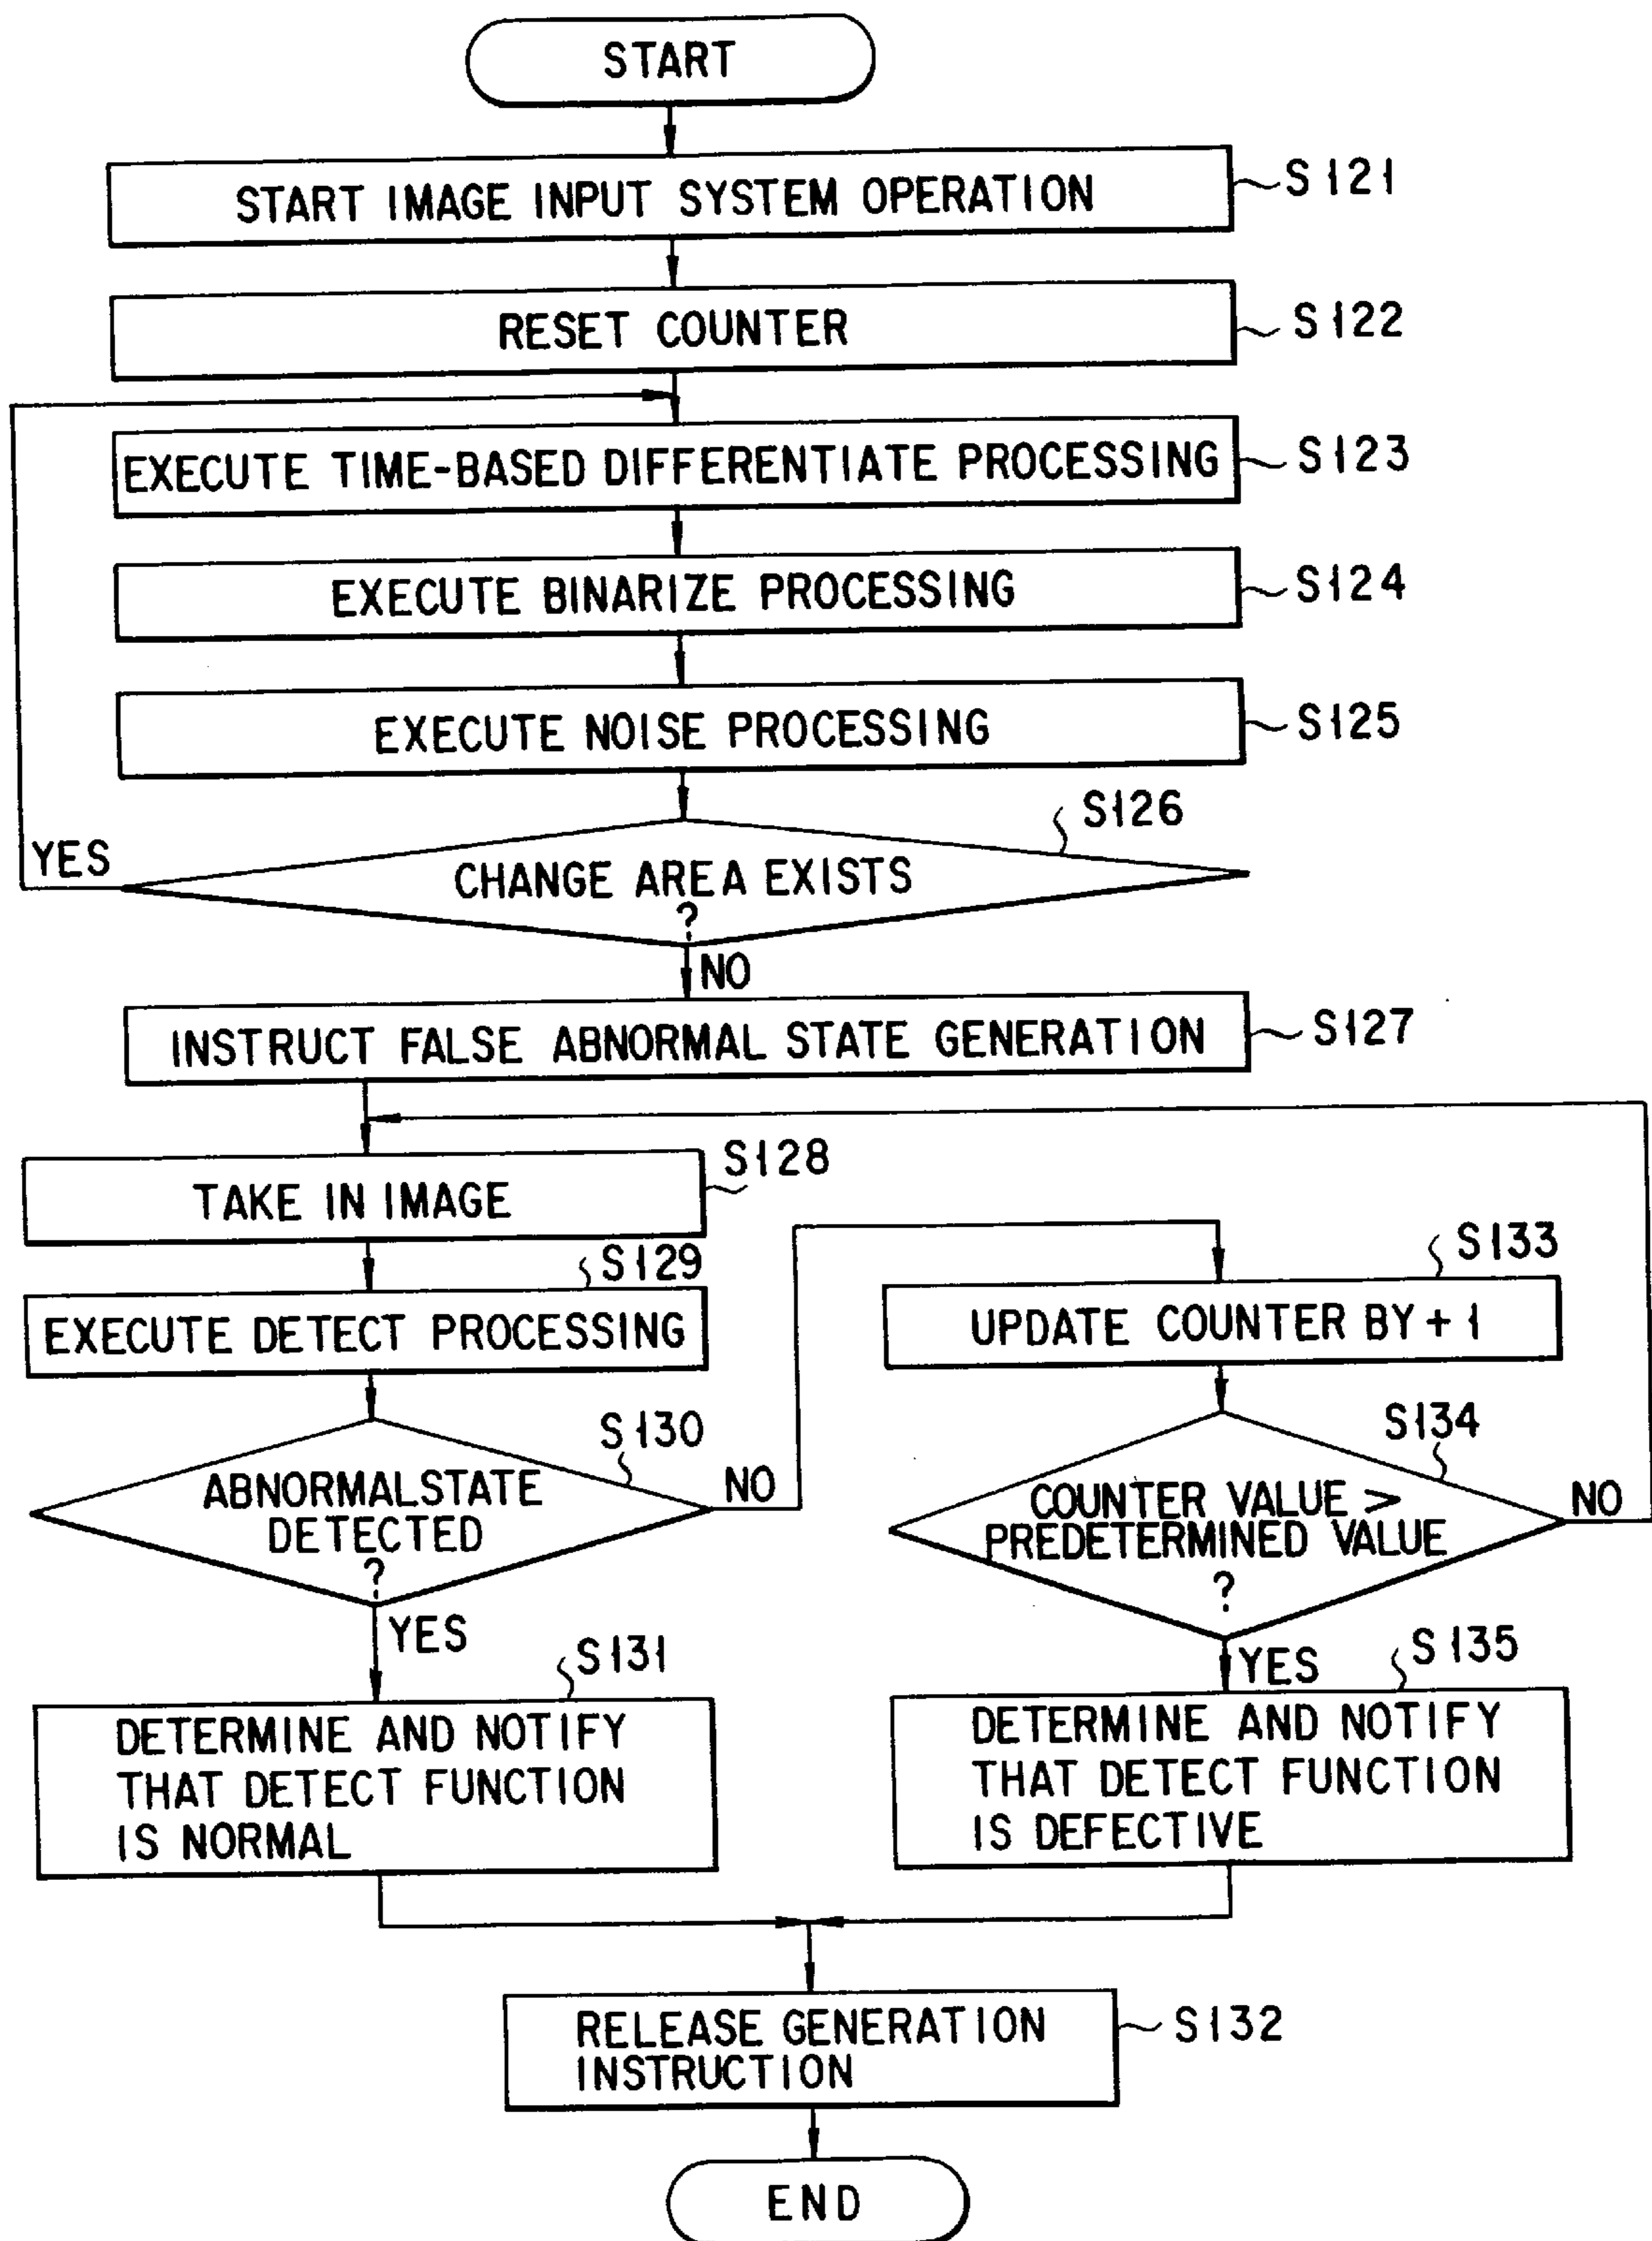 START
START IMAGE INPUT SYSTEM OPERATION
S121
RESET COUNTER
S122
EXECUTE TIME-BASED DIFFERENTIATE PROCESSING
S123
EXECUTE BINARIZE PROCESSING
S124
EXECUTE NOISE PROCESSING
S125
S126
YES
CHANGE AREA EXISTS
?
NO
INSTRUCT FALSE ABNORMAL STATE GENERATION
S127
S128
TAKE IN IMAGE
S129
EXECUTE DETECT PROCESSING
S130
ABNORMAL STATE
DETECTED
?
NO
YES
S131
DETERMINE AND NOTIFY
THAT DETECT FUNCTION
IS NORMAL
S133
UPDATE COUNTER BY + 1
S134
COUNTER VALUE >
PREDETERMINED VALUE
?
NO
YES
S135
DETERMINE AND NOTIFY
THAT DETECT FUNCTION
IS DEFECTIVE
RELEASE GENERATION
INSTRUCTION
S132
END